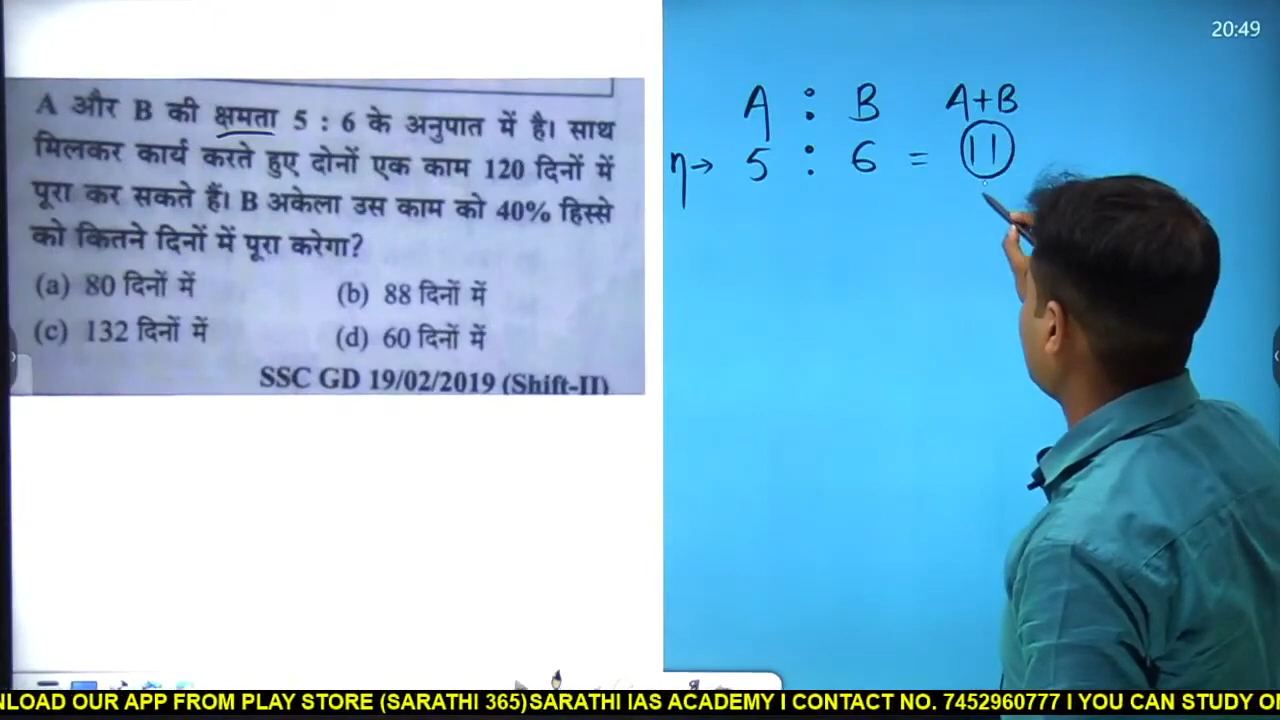 20:49
A और B की क्षमता 5 : 6 के अनुपात में है। साथ
मिलकर कार्य करते हुए दोनों एक काम 120 दिनों में
पूरा कर सकते हैं। B अकेला उस काम को 40% हिस्से
को कितने दिनों में पूरा करेगा?
(a) 80 दिनों में (b) 88 दिनों में
(c) 132 दिनों में (d) 60 दिनों में
SSC GD 19/02/2019 (Shift-II)
A : B A+B
η→ 5 : 6 = 11
NLOAD OUR APP FROM PLAY STORE (SARATHI 365)SARATHI IAS ACADEMY I CONTACT NO. 7452960777 I YOU CAN STUDY O